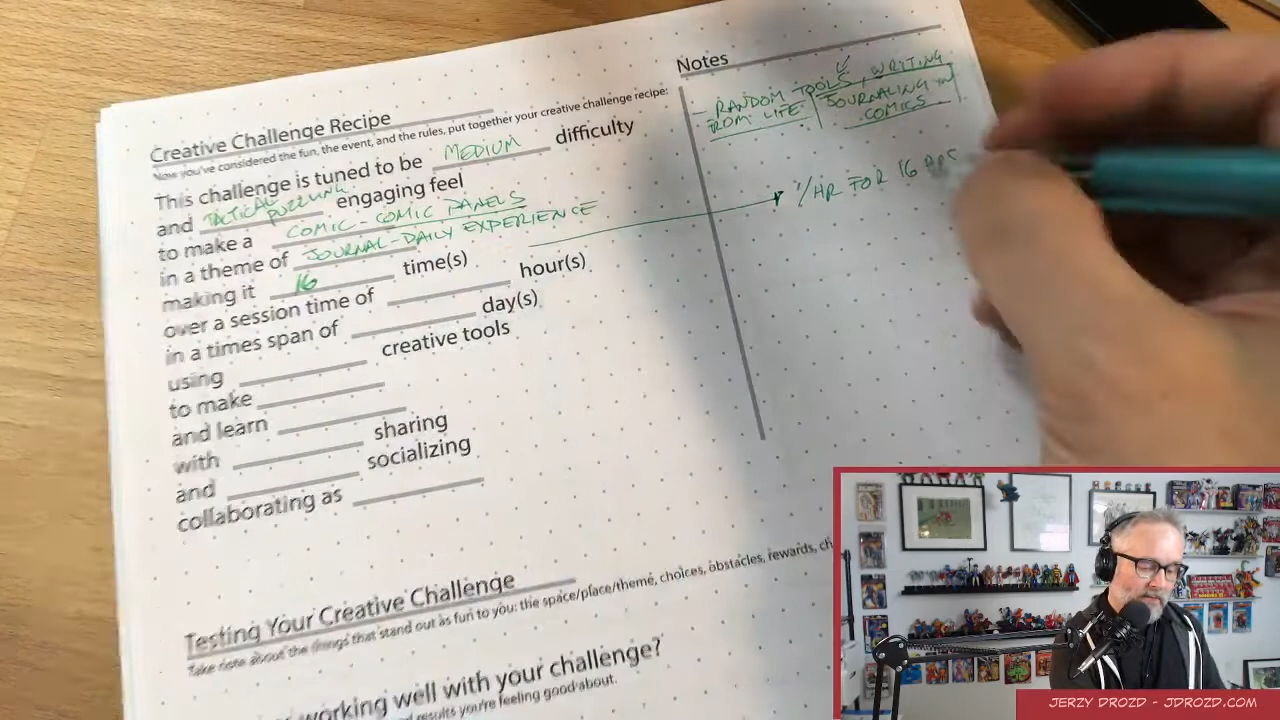 Creative Challenge Recipe
Now you've considered the fun, the event, and the rules, put together your creative challenge recipe:
This challenge is tuned to be MEDIUM difficulty
and TACTICAL PUZZLING engaging feel
to make a COMIC-COMIC PANELS
in a theme of JOURNAL-DAILY EXPERIENCE
making it 16 time(s)
over a session time of hour(s)
in a times span of day(s)
using creative tools
to make
and learn
with sharing
and socializing
collaborating as
Notes
RANDOM TOOLS, WRITING
FROM LIFE JOURNALING IN
COMICS
1/HR FOR 16 HRS
Testing Your Creative Challenge
Take note about the things that stand out as fun to you: the space/place/theme, choices, obstacles, rewards,
working well with your challenge?
results you're feeling good about.
JERZY DROZD - JDROZD.COM